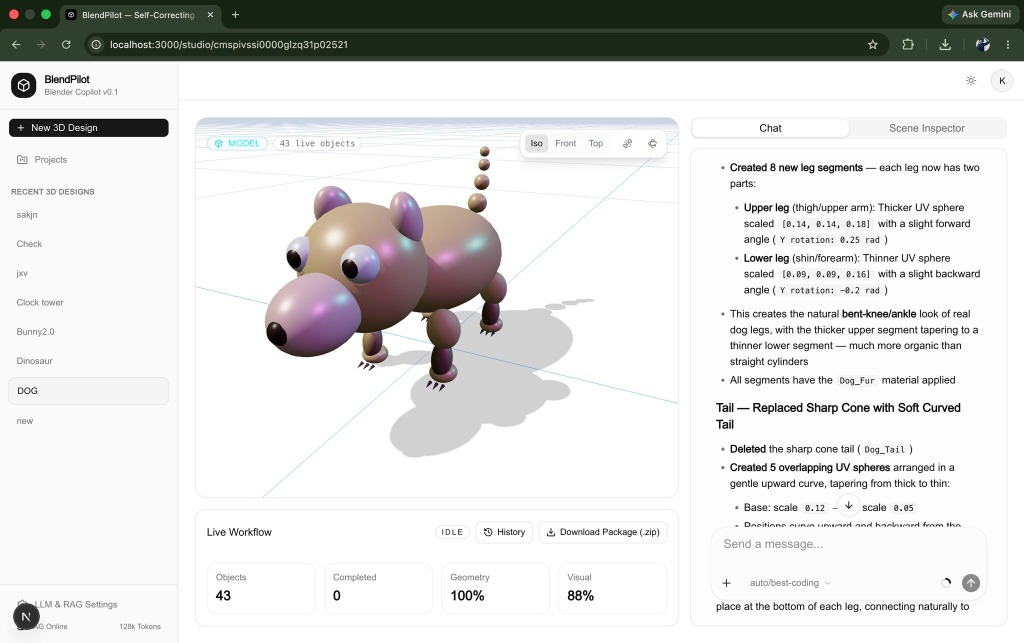 BlendPilot — Self-Correcting
Ask Gemini
localhost:3000/studio/cmspivssi0000glzq31p02521
BlendPilot
Blender Copilot v0.1
K
+ New 3D Design
Projects
RECENT 3D DESIGNS
sakjn
Check
jxv
Clock tower
Bunny2.0
Dinosaur
DOG
new
LLM & RAG Settings
N
AG Online
128k Tokens
MODEL
43 live objects
Iso
Front
Top
Live Workflow
IDLE
History
Download Package (.zip)
Objects
43
Completed
0
Geometry
100%
Visual
88%
Chat
Scene Inspector
• Created 8 new leg segments — each leg now has two
parts:
• Upper leg (thigh/upper arm): Thicker UV sphere
scaled [0.14, 0.14, 0.18] with a slight forward
angle ( Y rotation: 0.25 rad )
• Lower leg (shin/forearm): Thinner UV sphere
scaled [0.09, 0.09, 0.16] with a slight backward
angle ( Y rotation: −0.2 rad )
• This creates the natural bent-knee/ankle look of real
dog legs, with the thicker upper segment tapering to a
thinner lower segment — much more organic than
straight cylinders
• All segments have the Dog_Fur material applied
Tail — Replaced Sharp Cone with Soft Curved
Tail
• Deleted the sharp cone tail ( Dog_Tail )
• Created 5 overlapping UV spheres arranged in a
gentle upward curve, tapering from thick to thin:
• Base: scale 0.12 – scale 0.05
• Positions curve upward and backward from the
Send a message...
auto/best-coding
place at the bottom of each leg, connecting naturally to